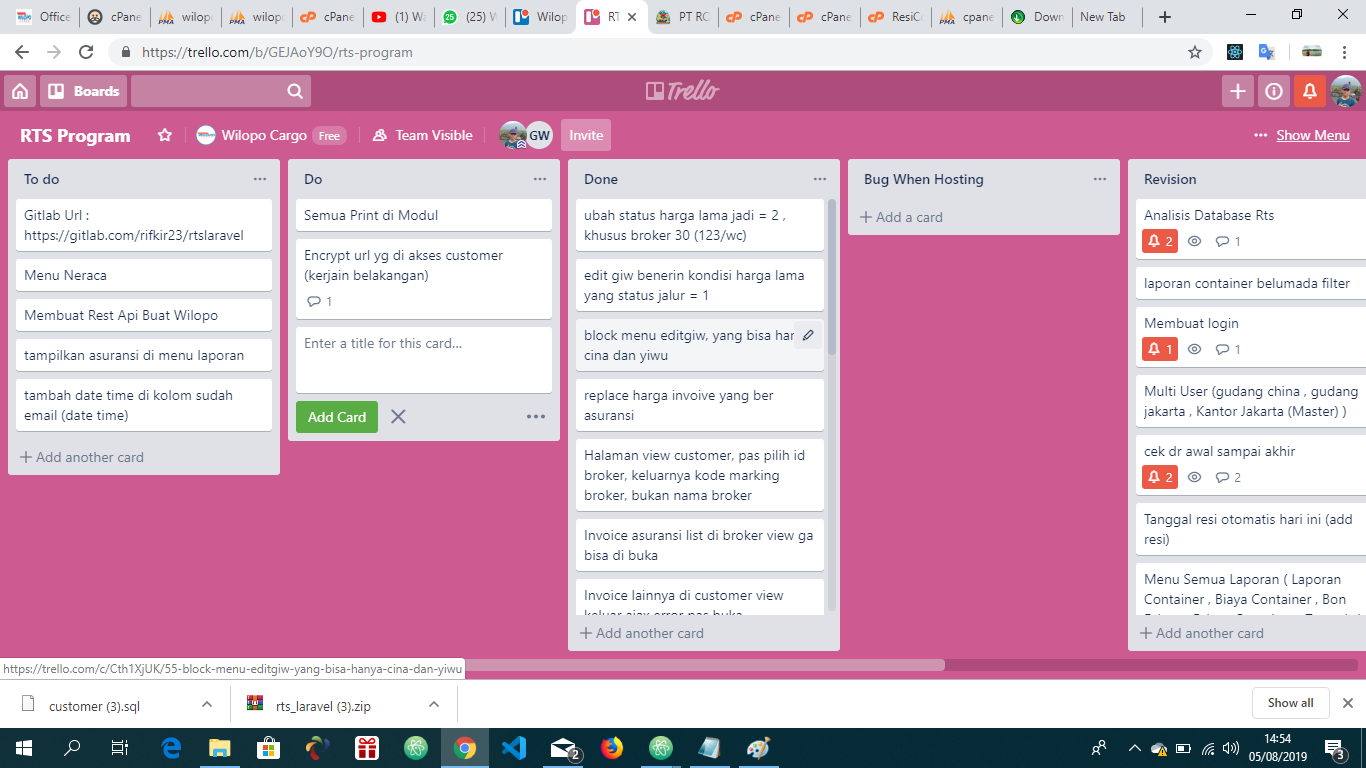 Office
cPane
wilop
wilop
cPane
(1) Wa
(25) W
Wilop
RT
PT RO
cPane
cPane
ResiC
cpane
Down
New Tab
https://trello.com/b/GEJAoY9O/rts-program
Boards
Trello
RTS Program
Wilopo Cargo
Free
Team Visible
GW
Invite
Show Menu
To do
Gitlab Url :
https://gitlab.com/rifkir23/rtslaravel
Menu Neraca
Membuat Rest Api Buat Wilopo
tampilkan asuransi di menu laporan
tambah date time di kolom sudah
email (date time)
Add another card
Do
Semua Print di Modul
Encrypt url yg di akses customer
(kerjain belakangan)
1
Enter a title for this card...
Add Card
Done
ubah status harga lama jadi = 2 ,
khusus broker 30 (123/wc)
edit giw benerin kondisi harga lama
yang status jalur = 1
block menu editgiw, yang bisa han
cina dan yiwu
replace harga invoive yang ber
asuransi
Halaman view customer, pas pilih id
broker, keluarnya kode marking
broker, bukan nama broker
Invoice asuransi list di broker view ga
bisa di buka
Invoice lainnya di customer view
keluar ajax error pas buka
Add another card
Bug When Hosting
Add a card
Revision
Analisis Database Rts
2
1
laporan container belumada filter
Membuat login
1
1
Multi User (gudang china , gudang
jakarta , Kantor Jakarta (Master) )
cek dr awal sampai akhir
2
2
Tanggal resi otomatis hari ini (add
resi)
Menu Semua Laporan ( Laporan
Container , Biaya Container , Bon
Add another card
https://trello.com/c/Cth1XjUK/55-block-menu-editgiw-yang-bisa-hanya-cina-dan-yiwu
customer (3).sql
rts_laravel (3).zip
Show all
2
14:54
05/08/2019
3